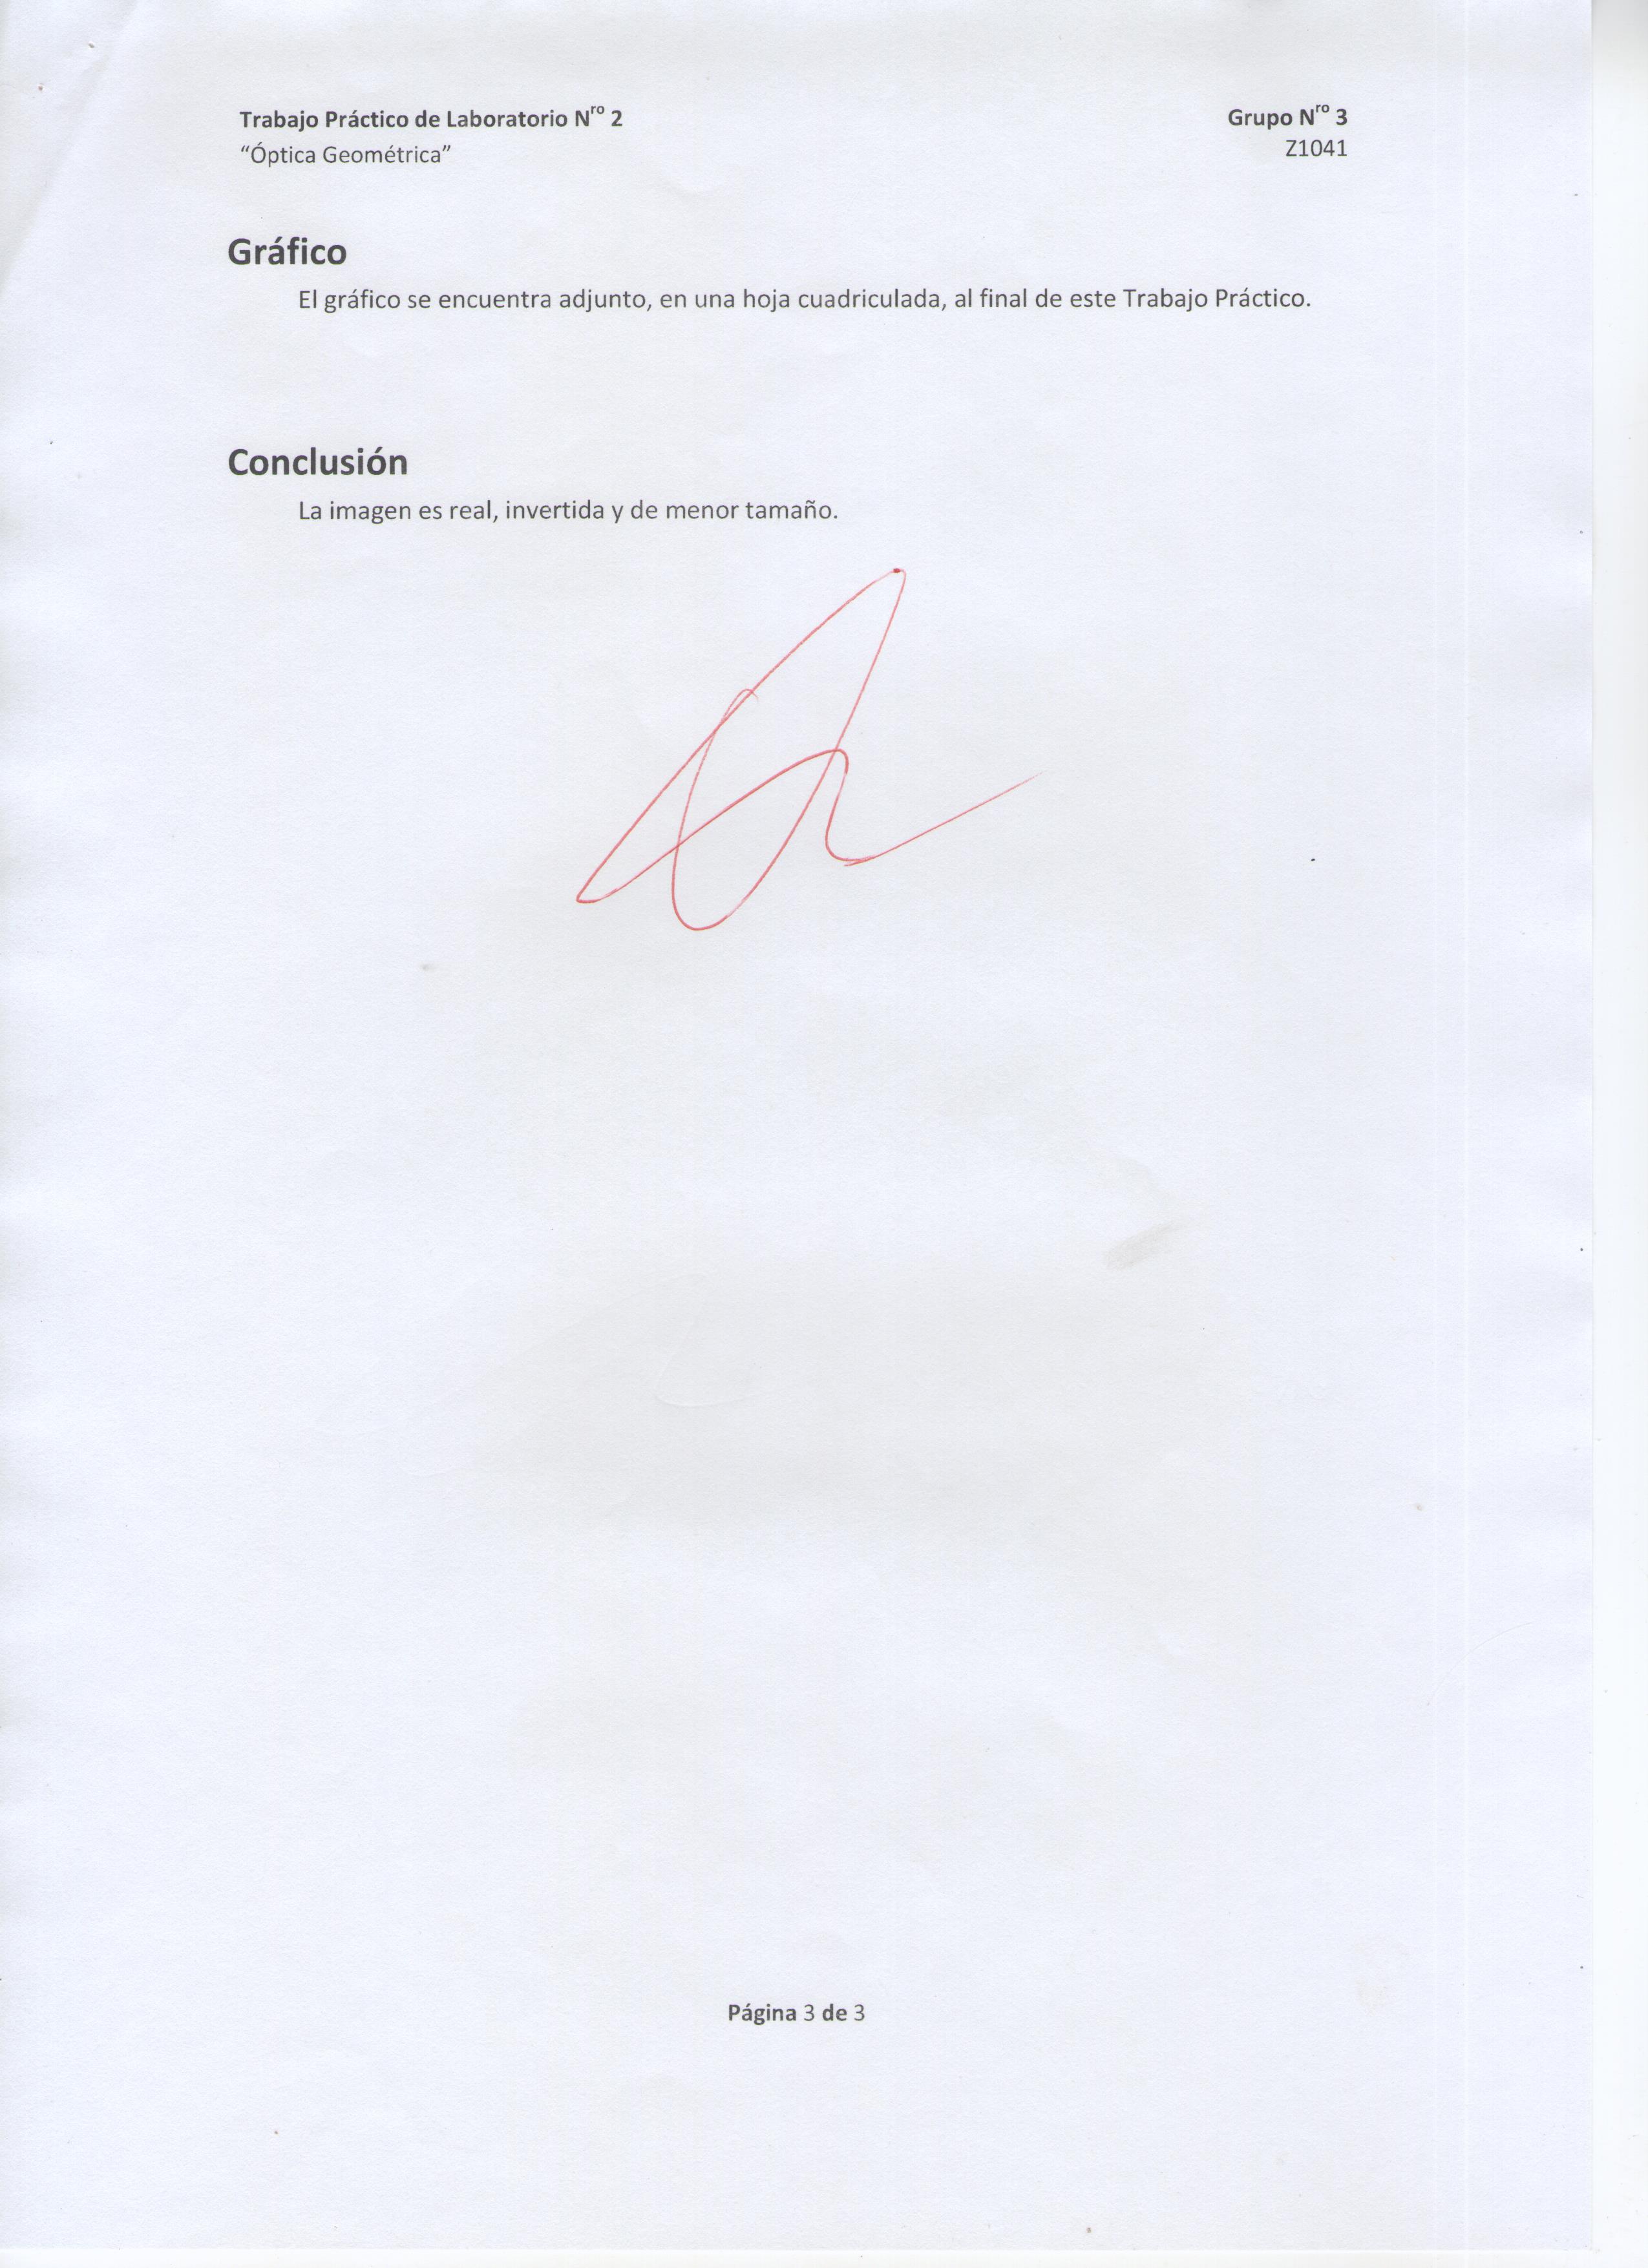 Trabajo Práctico de Laboratorio Nro 2
Grupo Nro 3
"Óptica Geométrica"
Z1041
Gráfico
El gráfico se encuentra adjunto, en una hoja cuadriculada, al final de este Trabajo Práctico.
Conclusión
La imagen es real, invertida y de menor tamaño.
Página 3 de 3